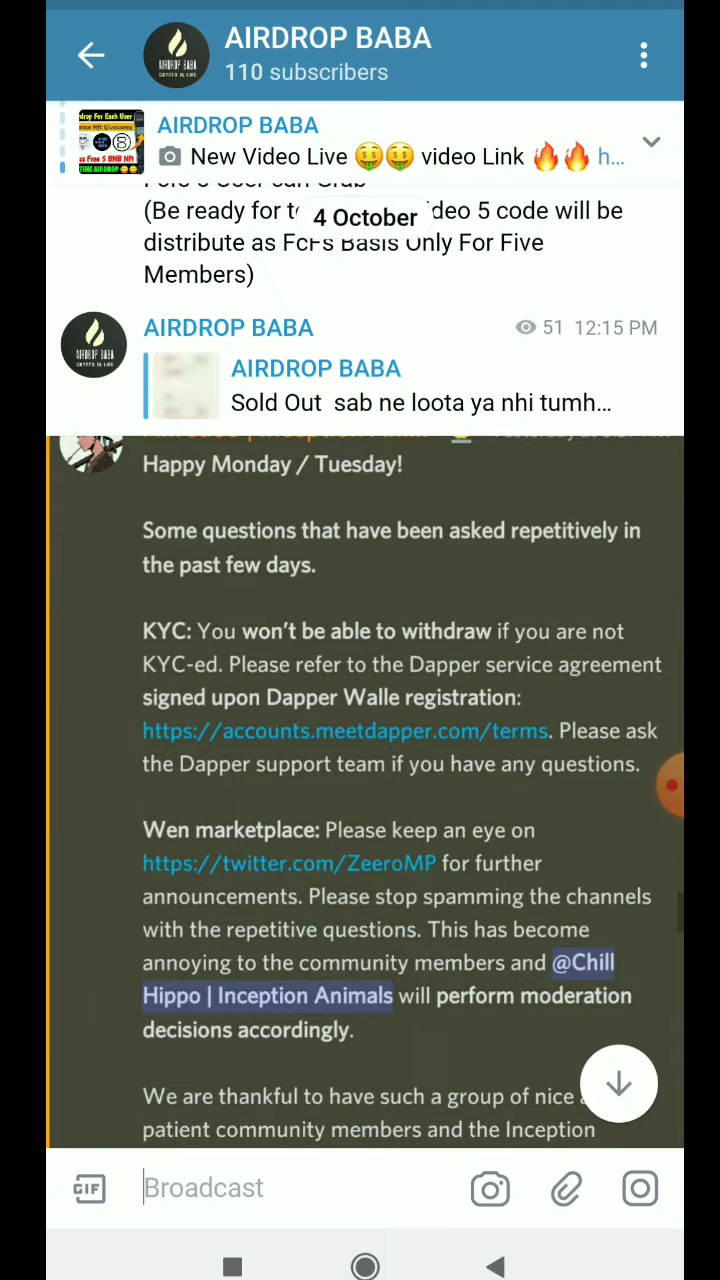 AIRDROP BABA
110 subscribers
AIRDROP BABA
New Video Live 🤑🤑 video Link 🔥🔥 h...
4 October
(Be ready for
deo 5 code will be
distribute as FcFs Basis Only For Five
Members)
AIRDROP BABA
51 12:15 PM
AIRDROP BABA
Sold Out sab ne loota ya nhi tumh...
Happy Monday / Tuesday!
Some questions that have been asked repetitively in
the past few days.
KYC: You won't be able to withdraw if you are not
KYC-ed. Please refer to the Dapper service agreement
signed upon Dapper Walle registration:
https://accounts.meetdapper.com/terms. Please ask
the Dapper support team if you have any questions.
Wen marketplace: Please keep an eye on
https://twitter.com/ZeeroMP for further
announcements. Please stop spamming the channels
with the repetitive questions. This has become
annoying to the community members and @Chill
Hippo | Inception Animals will perform moderation
decisions accordingly.
We are thankful to have such a group of nice
patient community members and the Inception
GIF
Broadcast